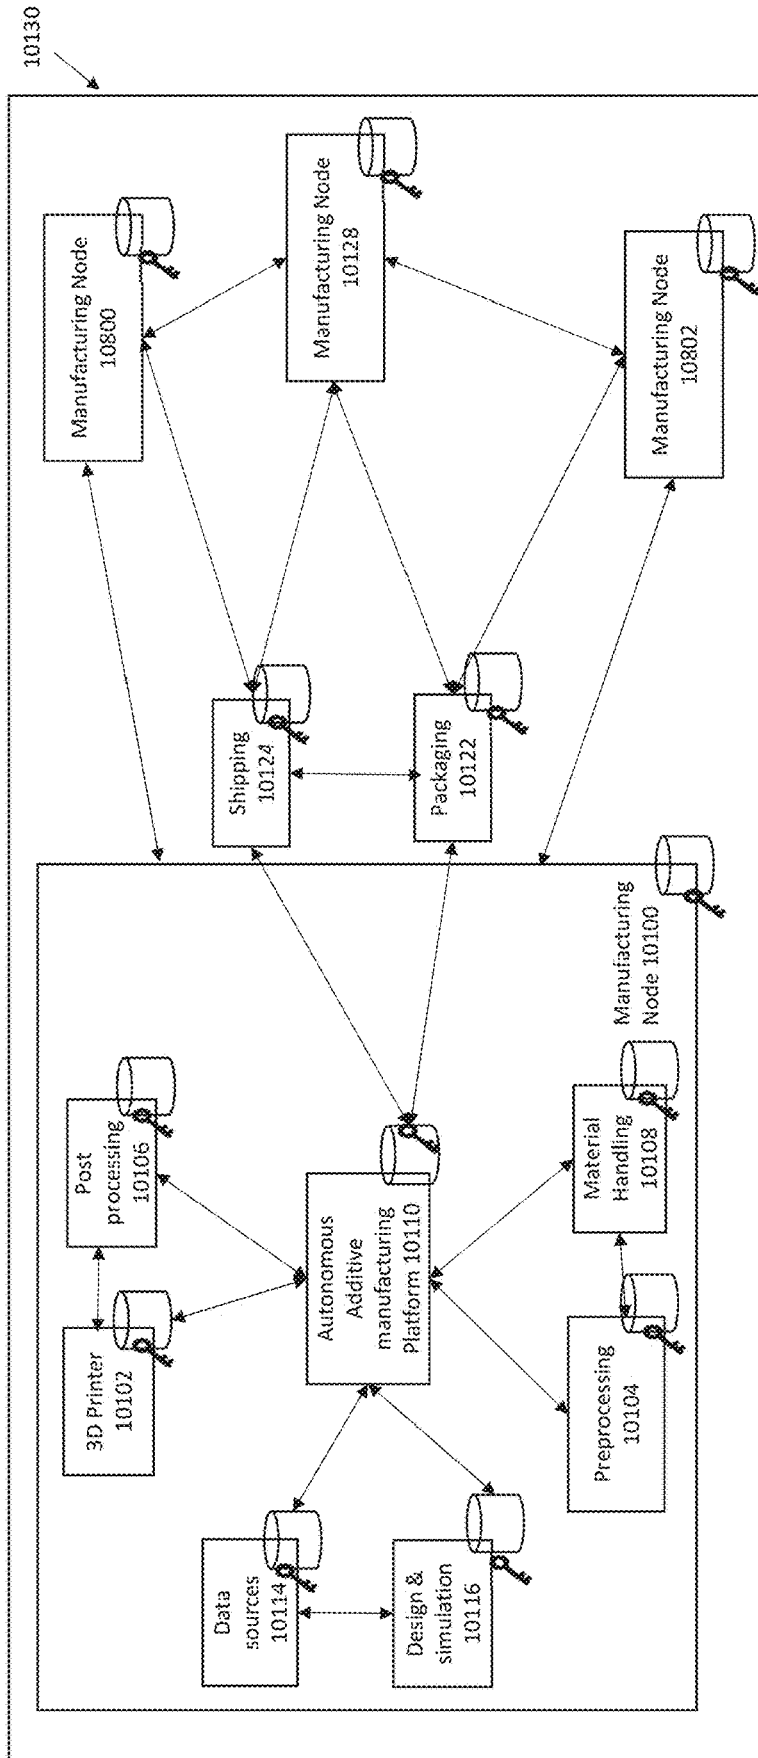 10130
Manufacturing Node
10800
Manufacturing Node
10128
Manufacturing Node
10802
Shipping
10124
Packaging
10122
Manufacturing
Node 10100
Post
processing
10106
3D Printer
10102
Autonomous
Additive
manufacturing
Platform 10110
Material
Handling
10108
Preprocessing
10104
Data
sources
10114
Design &
simulation
10116